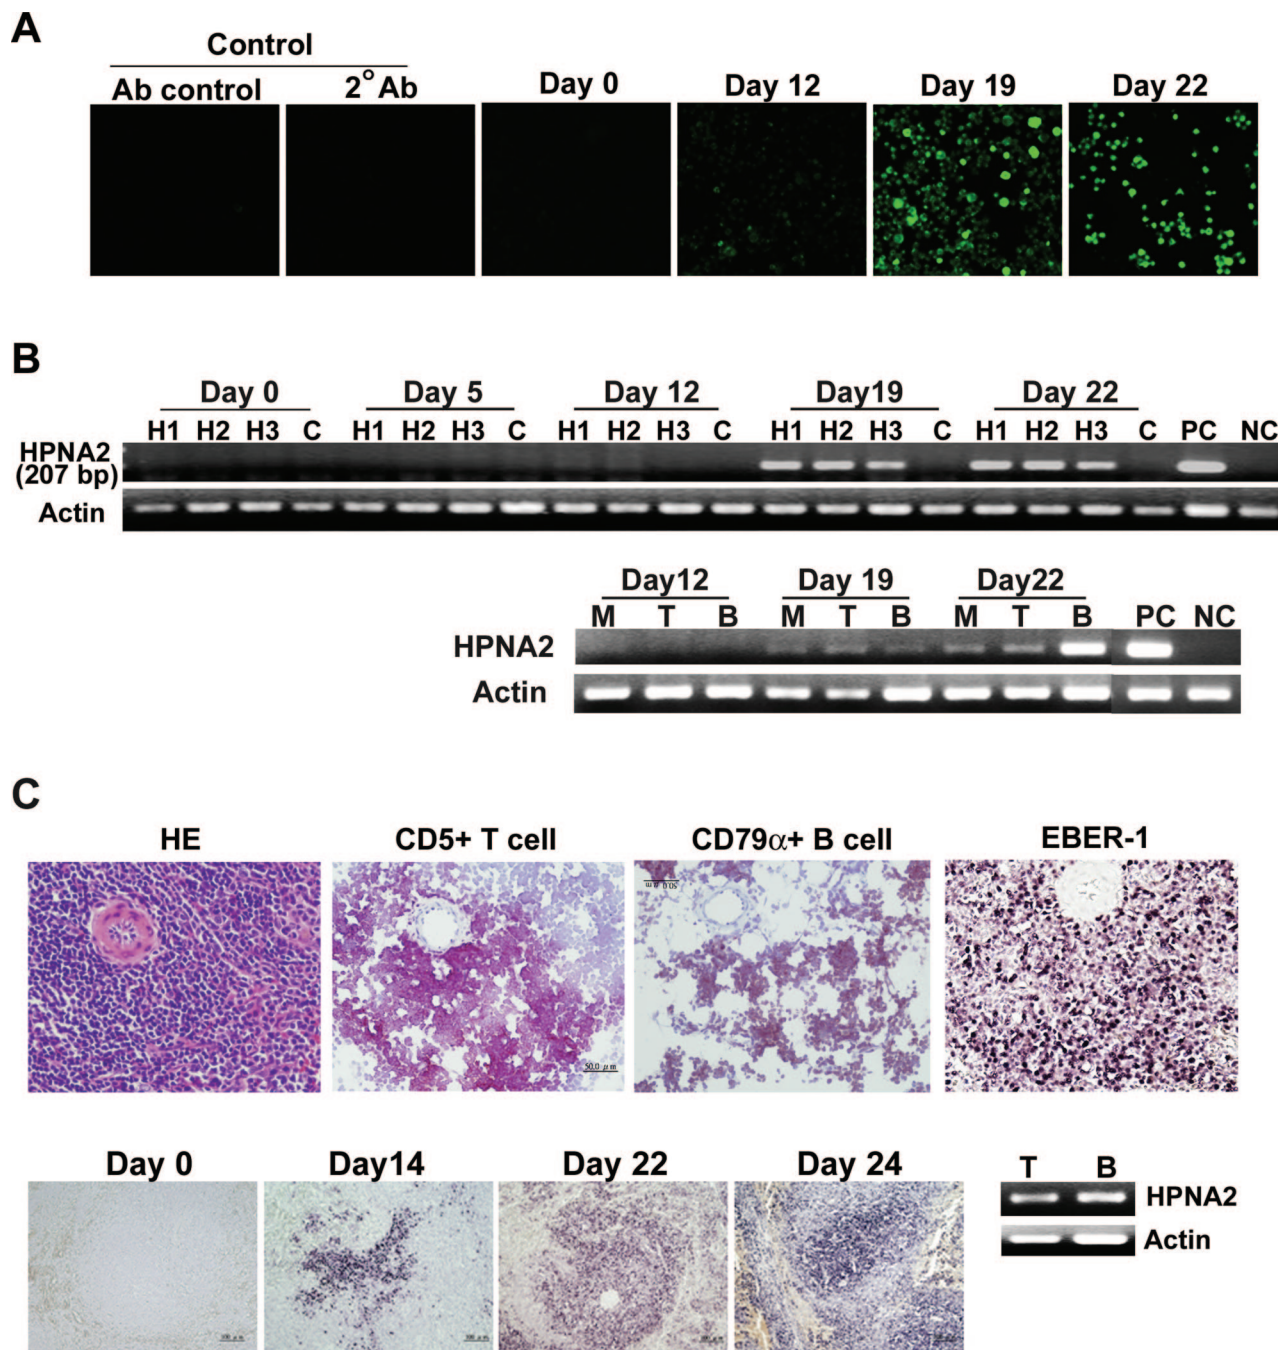 A
Control
Ab control 2° Ab Day 0 Day 12 Day 19 Day 22
B
Day 0 Day 5 Day 12 Day19 Day 22
H1 H2 H3 C H1 H2 H3 C H1 H2 H3 C H1 H2 H3 C H1 H2 H3 C PC NC
HPNA2
(207 bp)
Actin
Day12 Day 19 Day22
M T B M T B M T B PC NC
HPNA2
Actin
C
HE CD5+ T cell CD79α+ B cell EBER-1
50.0 µm
50.0 µm
Day 0 Day14 Day 22 Day 24 T B
HPNA2
Actin